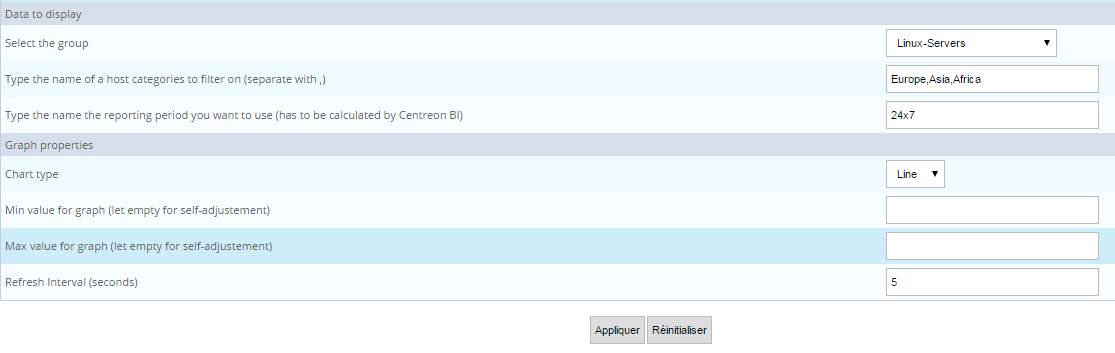 Data to display
Select the group Linux-Servers
Type the name of a host categories to filter on (separate with ,) Europe,Asia,Africa
Type the name the reporting period you want to use (has to be calculated by Centreon BI) 24x7
Graph properties
Chart type Line
Min value for graph (let empty for self-adjustement)
Max value for graph (let empty for self-adjustement)
Refresh Interval (seconds) 5
Appliquer Réinitialiser